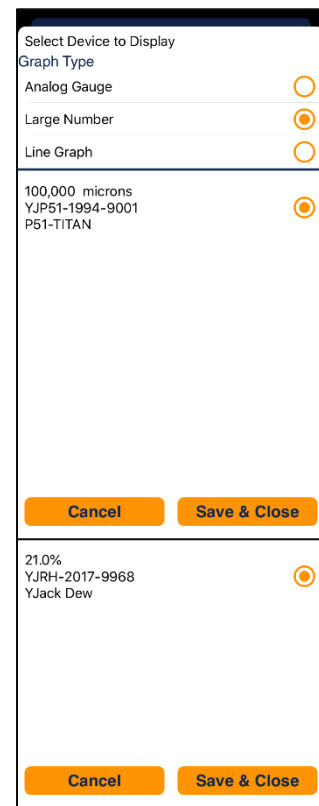 Select Device to Display
Graph Type
Analog Gauge
Large Number
Line Graph
100,000 microns
YJP51-1994-9001
P51-TITAN
Cancel Save & Close
21.0%
YJRH-2017-9968
YJack Dew
Cancel Save & Close